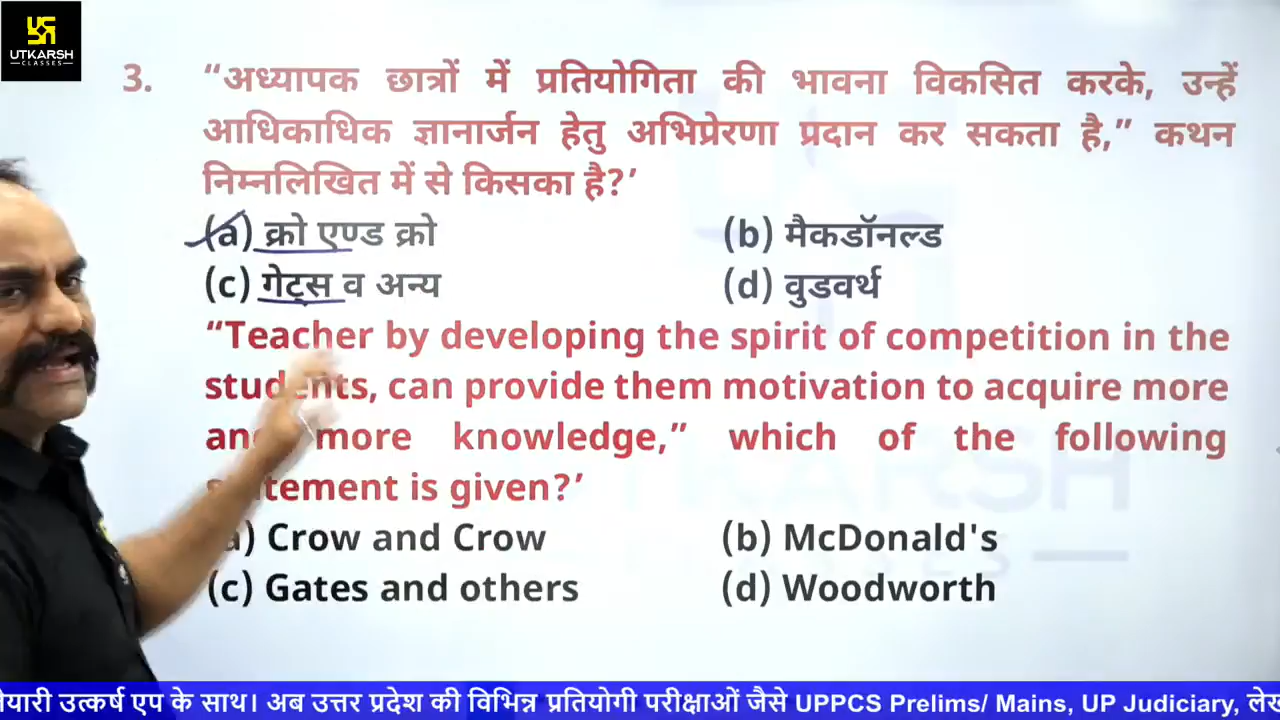 UTKARSH
CLASSES
3. “अध्यापक छात्रों में प्रतियोगिता की भावना विकसित करके, उन्हें
आधिकाधिक ज्ञानार्जन हेतु अभिप्रेरणा प्रदान कर सकता है,” कथन
निम्नलिखित में से किसका है?’
(a) क्रो एण्ड क्रो (b) मैकडॉनल्ड
(c) गेट्स व अन्य (d) वुडवर्थ
“Teacher by developing the spirit of competition in the
students, can provide them motivation to acquire more
and more knowledge,” which of the following
statement is given?’
(a) Crow and Crow (b) McDonald's
(c) Gates and others (d) Woodworth
उत्कर्ष एप के साथ। अब उत्तर प्रदेश की विभिन्न प्रतियोगी परीक्षाओं जैसे UPPCS Prelims/ Mains, UP Judiciary,